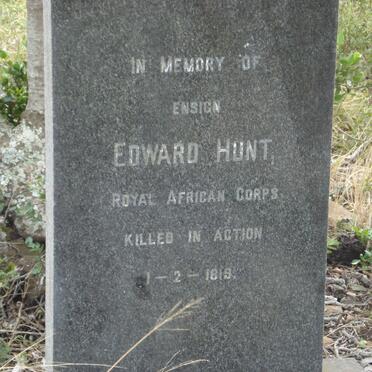 IN MEMORY OF
ENSIGN
EDWARD HUNT,
ROYAL AFRICAN CORPS
KILLED IN ACTION
1-2-1819.